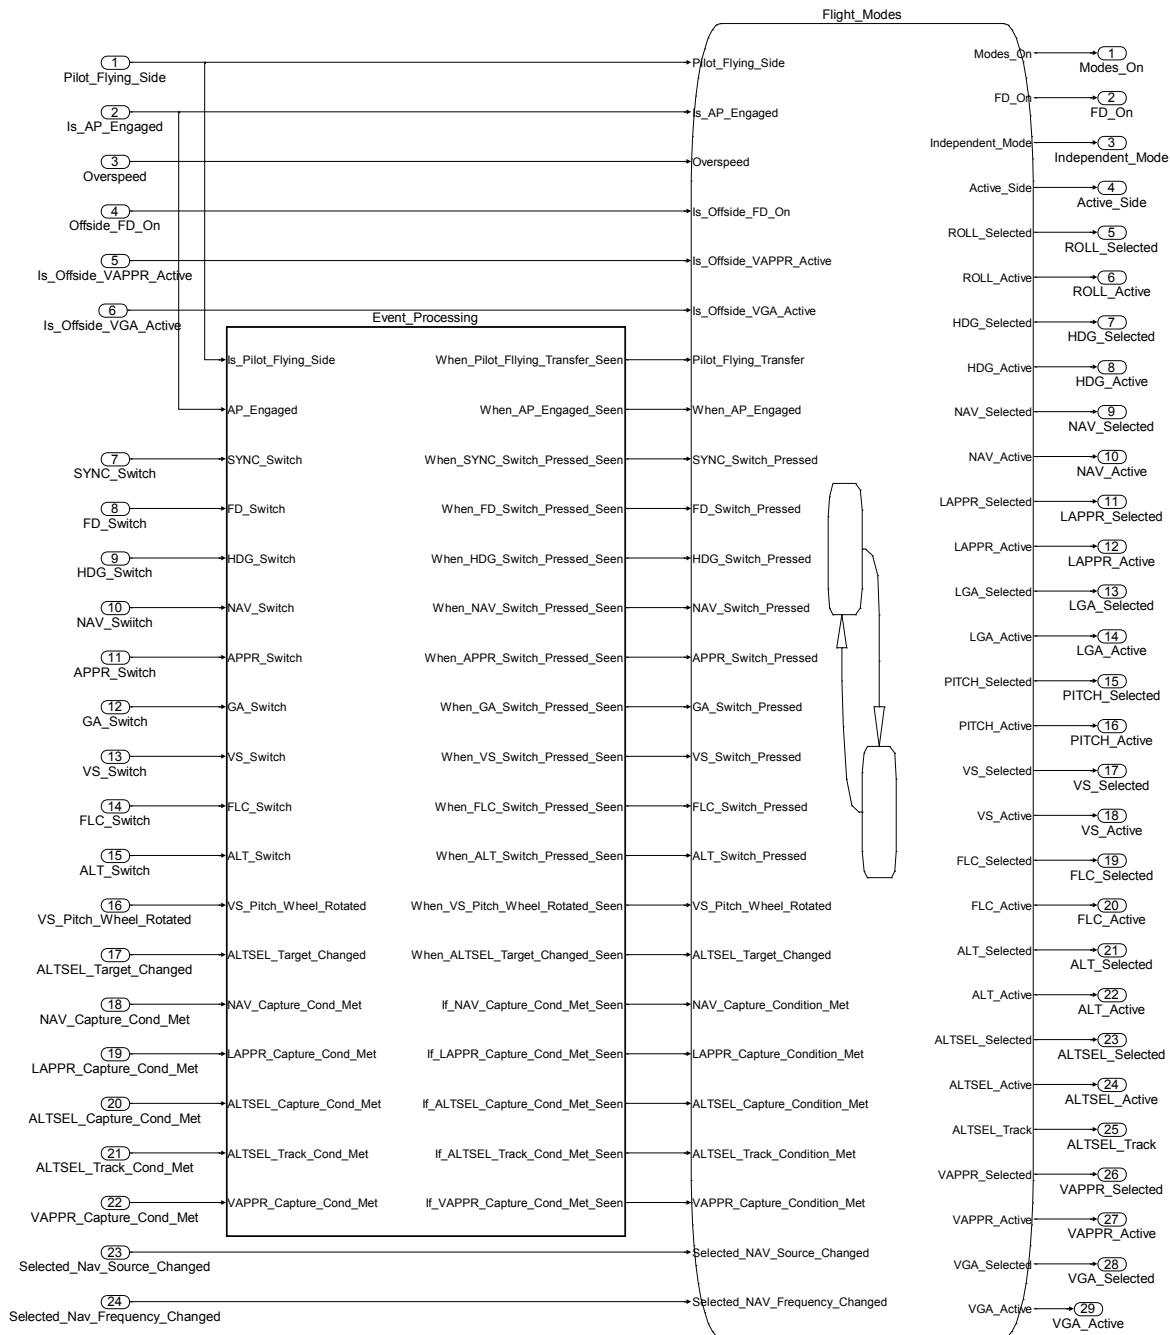 1
Pilot_Flying_Side
2
Is_AP_Engaged
3
Overspeed
4
Offside_FD_On
5
Is_Offside_VAPPR_Active
6
Is_Offside_VGA_Active
7
SYNC_Switch
8
FD_Switch
9
HDG_Switch
10
NAV_Swiitch
11
APPR_Switch
12
GA_Switch
13
VS_Switch
14
FLC_Switch
15
ALT_Switch
16
VS_Pitch_Wheel_Rotated
17
ALTSEL_Target_Changed
18
NAV_Capture_Cond_Met
19
LAPPR_Capture_Cond_Met
20
ALTSEL_Capture_Cond_Met
21
ALTSEL_Track_Cond_Met
22
VAPPR_Capture_Cond_Met
23
Selected_Nav_Source_Changed
24
Selected_Nav_Frequency_Changed
Event_Processing
Is_Pilot_Flying_Side
AP_Engaged
SYNC_Switch
FD_Switch
HDG_Switch
NAV_Switch
APPR_Switch
GA_Switch
VS_Switch
FLC_Switch
ALT_Switch
VS_Pitch_Wheel_Rotated
ALTSEL_Target_Changed
NAV_Capture_Cond_Met
LAPPR_Capture_Cond_Met
ALTSEL_Capture_Cond_Met
ALTSEL_Track_Cond_Met
VAPPR_Capture_Cond_Met
When_Pilot_Fllying_Transfer_Seen
When_AP_Engaged_Seen
When_SYNC_Switch_Pressed_Seen
When_FD_Switch_Pressed_Seen
When_HDG_Switch_Pressed_Seen
When_NAV_Switch_Pressed_Seen
When_APPR_Switch_Pressed_Seen
When_GA_Switch_Pressed_Seen
When_VS_Switch_Pressed_Seen
When_FLC_Switch_Pressed_Seen
When_ALT_Switch_Pressed_Seen
When_VS_Pitch_Wheel_Rotated_Seen
When_ALTSEL_Target_Changed_Seen
If_NAV_Capture_Cond_Met_Seen
If_LAPPR_Capture_Cond_Met_Seen
If_ALTSEL_Capture_Cond_Met_Seen
If_ALTSEL_Track_Cond_Met_Seen
If_VAPPR_Capture_Cond_Met_Seen
Flight_Modes
Pilot_Flying_Side
Is_AP_Engaged
Overspeed
Is_Offside_FD_On
Is_Offside_VAPPR_Active
Is_Offside_VGA_Active
Pilot_Flying_Transfer
When_AP_Engaged
SYNC_Switch_Pressed
FD_Switch_Pressed
HDG_Switch_Pressed
NAV_Switch_Pressed
APPR_Switch_Pressed
GA_Switch_Pressed
VS_Switch_Pressed
FLC_Switch_Pressed
ALT_Switch_Pressed
VS_Pitch_Wheel_Rotated
ALTSEL_Target_Changed
NAV_Capture_Condition_Met
LAPPR_Capture_Condition_Met
ALTSEL_Capture_Condition_Met
ALTSEL_Track_Condition_Met
VAPPR_Capture_Condition_Met
Selected_NAV_Source_Changed
Selected_NAV_Frequency_Changed
Modes_On
FD_On
Independent_Mode
Active_Side
ROLL_Selected
ROLL_Active
HDG_Selected
HDG_Active
NAV_Selected
NAV_Active
LAPPR_Selected
LAPPR_Active
LGA_Selected
LGA_Active
PITCH_Selected
PITCH_Active
VS_Selected
VS_Active
FLC_Selected
FLC_Active
ALT_Selected
ALT_Active
ALTSEL_Selected
ALTSEL_Active
ALTSEL_Track
VAPPR_Selected
VAPPR_Active
VGA_Selected
VGA_Active
1
Modes_On
2
FD_On
3
Independent_Mode
4
Active_Side
5
ROLL_Selected
6
ROLL_Active
7
HDG_Selected
8
HDG_Active
9
NAV_Selected
10
NAV_Active
11
LAPPR_Selected
12
LAPPR_Active
13
LGA_Selected
14
LGA_Active
15
PITCH_Selected
16
PITCH_Active
17
VS_Selected
18
VS_Active
19
FLC_Selected
20
FLC_Active
21
ALT_Selected
22
ALT_Active
23
ALTSEL_Selected
24
ALTSEL_Active
25
ALTSEL_Track
26
VAPPR_Selected
27
VAPPR_Active
28
VGA_Selected
29
VGA_Active